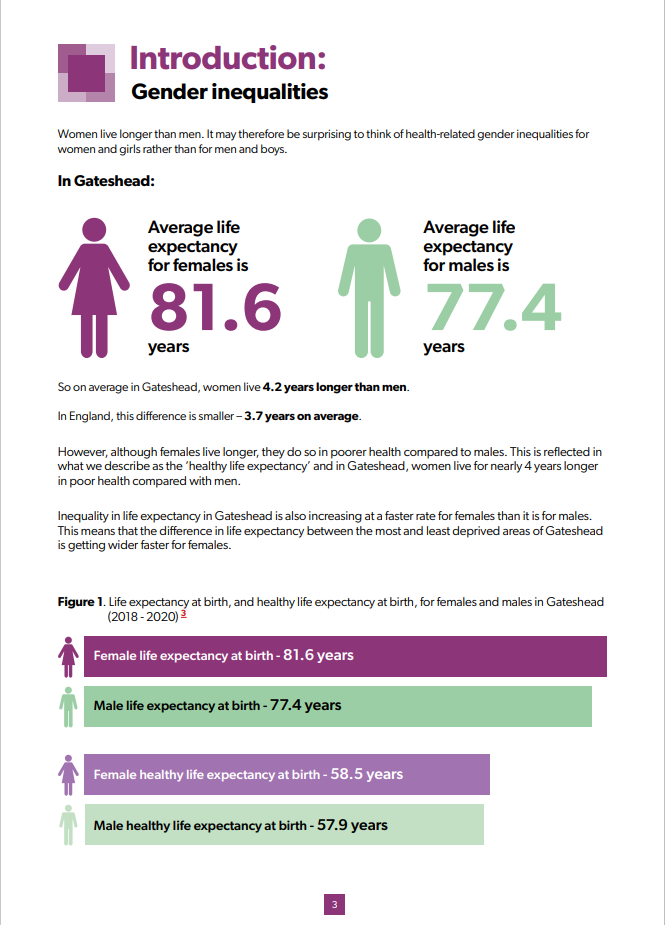 Introduction:
Gender inequalities
Women live longer than men. It may therefore be surprising to think of health-related gender inequalities for
women and girls rather than for men and boys.
In Gateshead:
Average life
expectancy
for females is
81.6
years
Average life
expectancy
for males is
77.4
years
So on average in Gateshead, women live 4.2 years longer than men.
In England, this difference is smaller – 3.7 years on average.
However, although females live longer, they do so in poorer health compared to males. This is reflected in
what we describe as the ‘healthy life expectancy’ and in Gateshead, women live for nearly 4 years longer
in poor health compared with men.
Inequality in life expectancy in Gateshead is also increasing at a faster rate for females than it is for males.
This means that the difference in life expectancy between the most and least deprived areas of Gateshead
is getting wider faster for females.
Figure 1. Life expectancy at birth, and healthy life expectancy at birth, for females and males in Gateshead
(2018 - 2020) 3
Female life expectancy at birth - 81.6 years
Male life expectancy at birth - 77.4 years
Female healthy life expectancy at birth - 58.5 years
Male healthy life expectancy at birth - 57.9 years
3